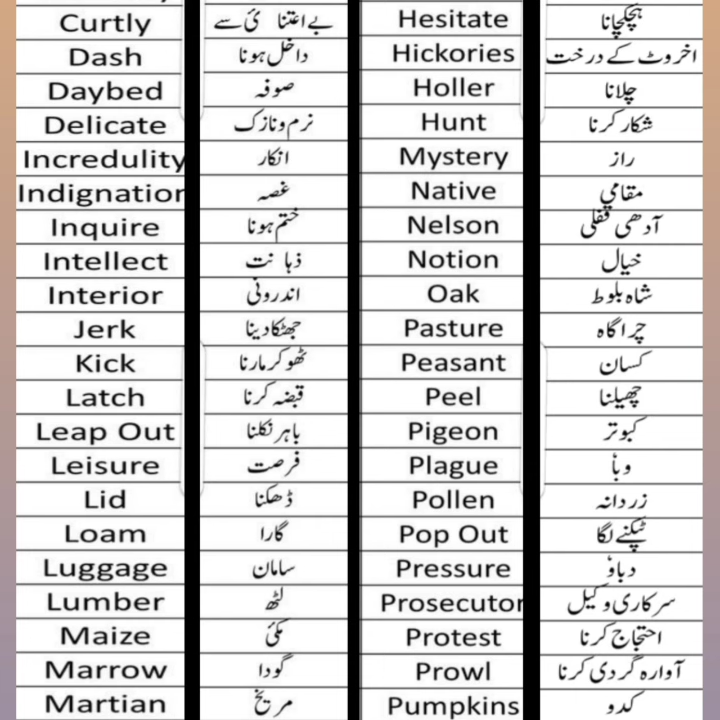 Curtly بے اعتنائی سے Hesitate ہچکچانا
Dash داخل ہونا Hickories اخروٹ کے درخت
Daybed صوفہ Holler چلانا
Delicate نرم و نازک Hunt شکار کرنا
Incredulity انکار Mystery راز
Indignation غصہ Native مقامی
Inquire ختم ہونا Nelson آدھی قفلی
Intellect ذہانت Notion خیال
Interior اندرونی Oak شاہ بلوط
Jerk جھٹکا دینا Pasture چراگاہ
Kick ٹھوکر مارنا Peasant کسان
Latch قبضہ کرنا Peel چھیلنا
Leap Out باہر نکلنا Pigeon کبوتر
Leisure فرصت Plague وبأ
Lid ڈھکنا Pollen زردانہ
Loam گارا Pop Out ٹپکنے لگا
Luggage سامان Pressure دباؤ
Lumber لٹھ Prosecutor سرکاری وکیل
Maize مکئ Protest احتجاج کرنا
Marrow گودا Prowl آوارہ گردی کرنا
Martian مریخ Pumpkins کدو